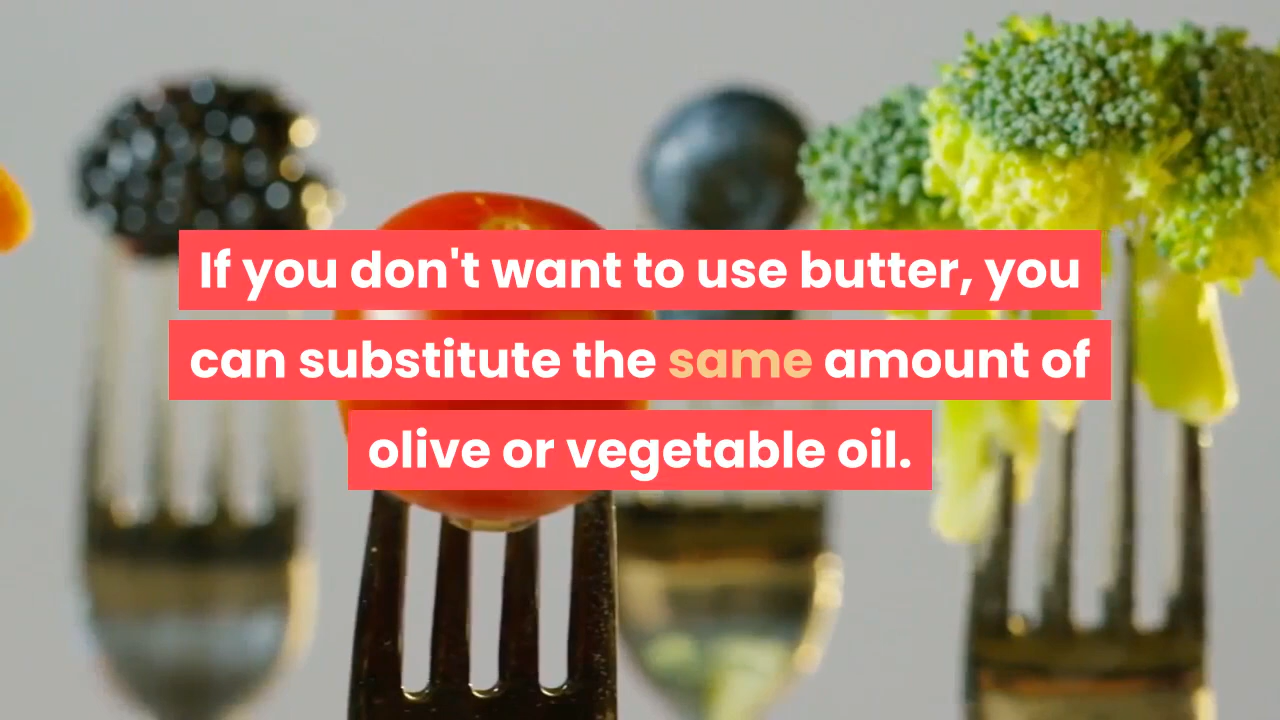 If you don't want to use butter, you
can substitute the same amount of
olive or vegetable oil.